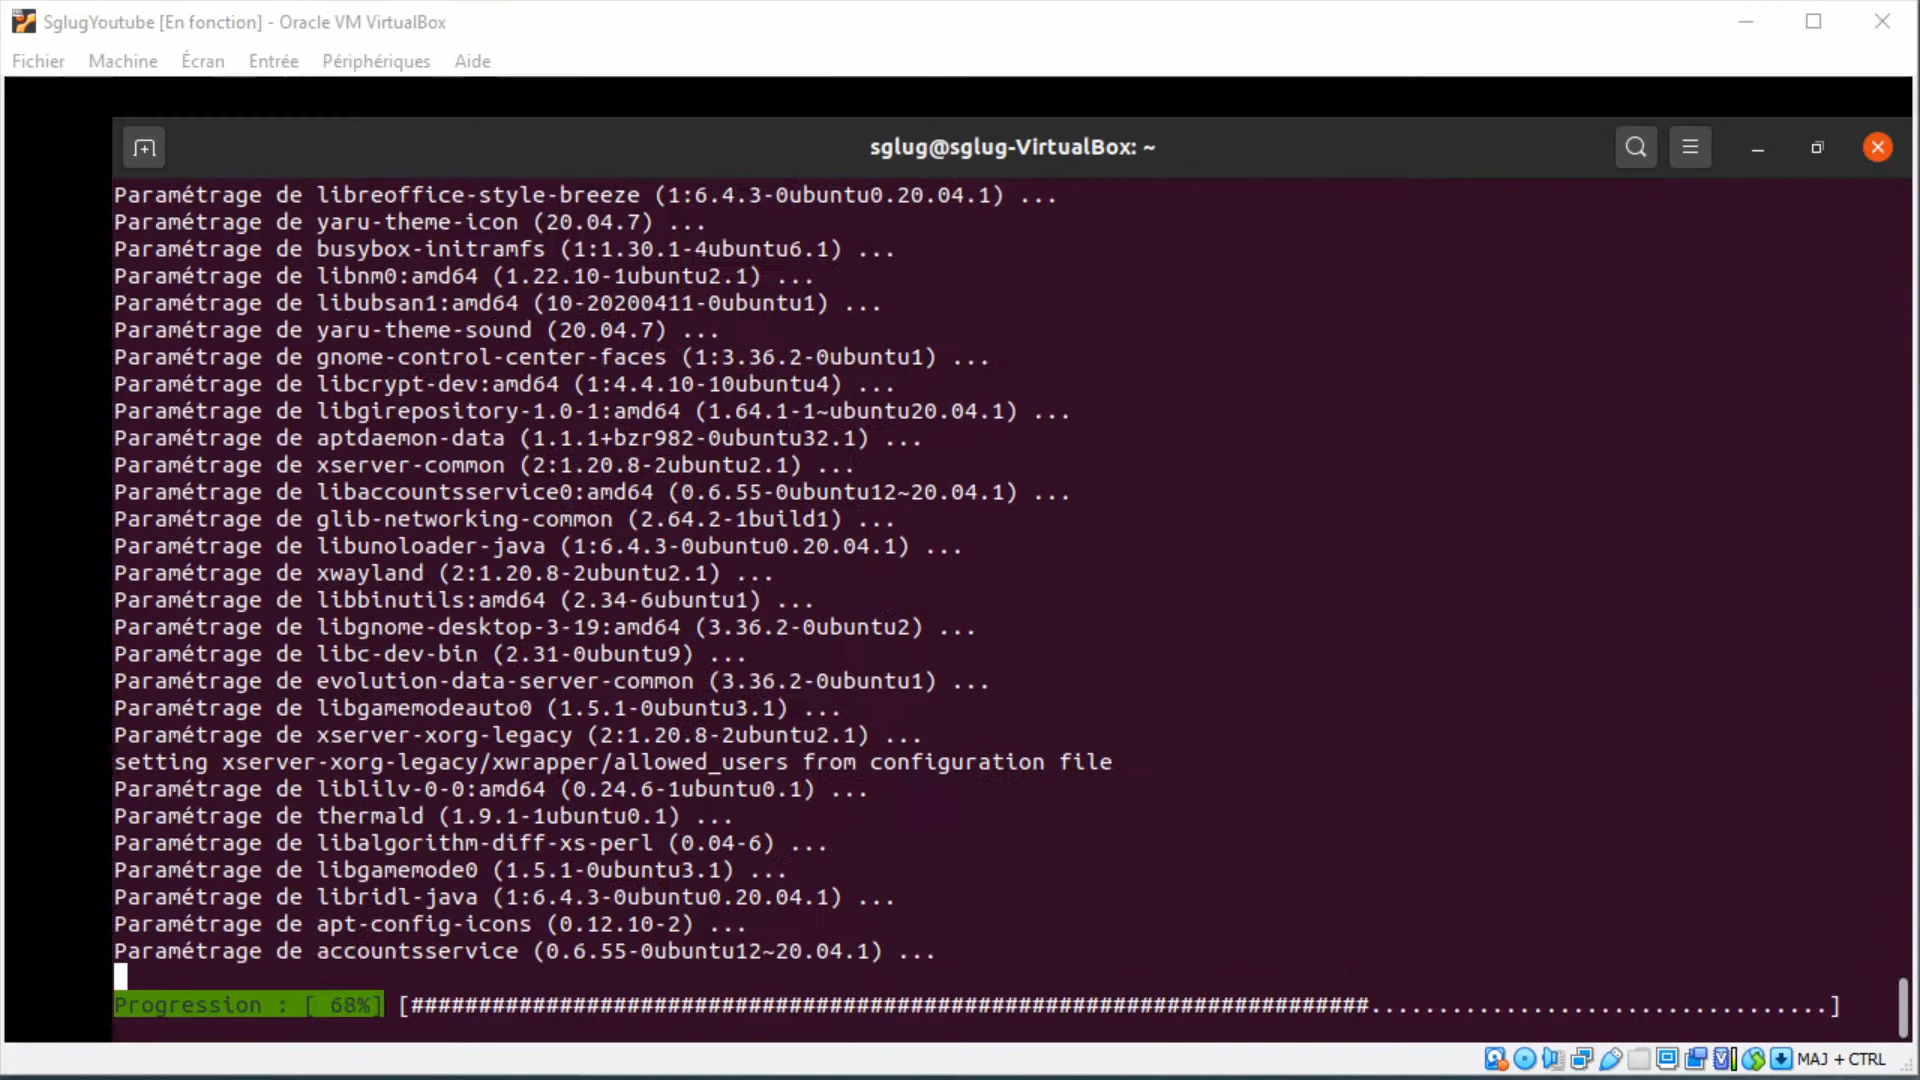 SglugYoutube [En fonction] - Oracle VM VirtualBox
Fichier Machine Écran Entrée Périphériques Aide
sglug@sglug-VirtualBox: ~
Paramétrage de libreoffice-style-breeze (1:6.4.3-0ubuntu0.20.04.1) ...
Paramétrage de yaru-theme-icon (20.04.7) ...
Paramétrage de busybox-initramfs (1:1.30.1-4ubuntu6.1) ...
Paramétrage de libnm0:amd64 (1.22.10-1ubuntu2.1) ...
Paramétrage de libubsan1:amd64 (10-20200411-0ubuntu1) ...
Paramétrage de yaru-theme-sound (20.04.7) ...
Paramétrage de gnome-control-center-faces (1:3.36.2-0ubuntu1) ...
Paramétrage de libcrypt-dev:amd64 (1:4.4.10-10ubuntu4) ...
Paramétrage de libgirepository-1.0-1:amd64 (1.64.1-1~ubuntu20.04.1) ...
Paramétrage de aptdaemon-data (1.1.1+bzr982-0ubuntu32.1) ...
Paramétrage de xserver-common (2:1.20.8-2ubuntu2.1) ...
Paramétrage de libaccountsservice0:amd64 (0.6.55-0ubuntu12~20.04.1) ...
Paramétrage de glib-networking-common (2.64.2-1build1) ...
Paramétrage de libunoloader-java (1:6.4.3-0ubuntu0.20.04.1) ...
Paramétrage de xwayland (2:1.20.8-2ubuntu2.1) ...
Paramétrage de libbinutils:amd64 (2.34-6ubuntu1) ...
Paramétrage de libgnome-desktop-3-19:amd64 (3.36.2-0ubuntu2) ...
Paramétrage de libc-dev-bin (2.31-0ubuntu9) ...
Paramétrage de evolution-data-server-common (3.36.2-0ubuntu1) ...
Paramétrage de libgamemodeauto0 (1.5.1-0ubuntu3.1) ...
Paramétrage de xserver-xorg-legacy (2:1.20.8-2ubuntu2.1) ...
setting xserver-xorg-legacy/xwrapper/allowed_users from configuration file
Paramétrage de liblilv-0-0:amd64 (0.24.6-1ubuntu0.1) ...
Paramétrage de thermald (1.9.1-1ubuntu0.1) ...
Paramétrage de libalgorithm-diff-xs-perl (0.04-6) ...
Paramétrage de libgamemode0 (1.5.1-0ubuntu3.1) ...
Paramétrage de libridl-java (1:6.4.3-0ubuntu0.20.04.1) ...
Paramétrage de apt-config-icons (0.12.10-2) ...
Paramétrage de accountsservice (0.6.55-0ubuntu12~20.04.1) ...
Progression : [ 68%] [#######################################################################..................................]
MAJ + CTRL